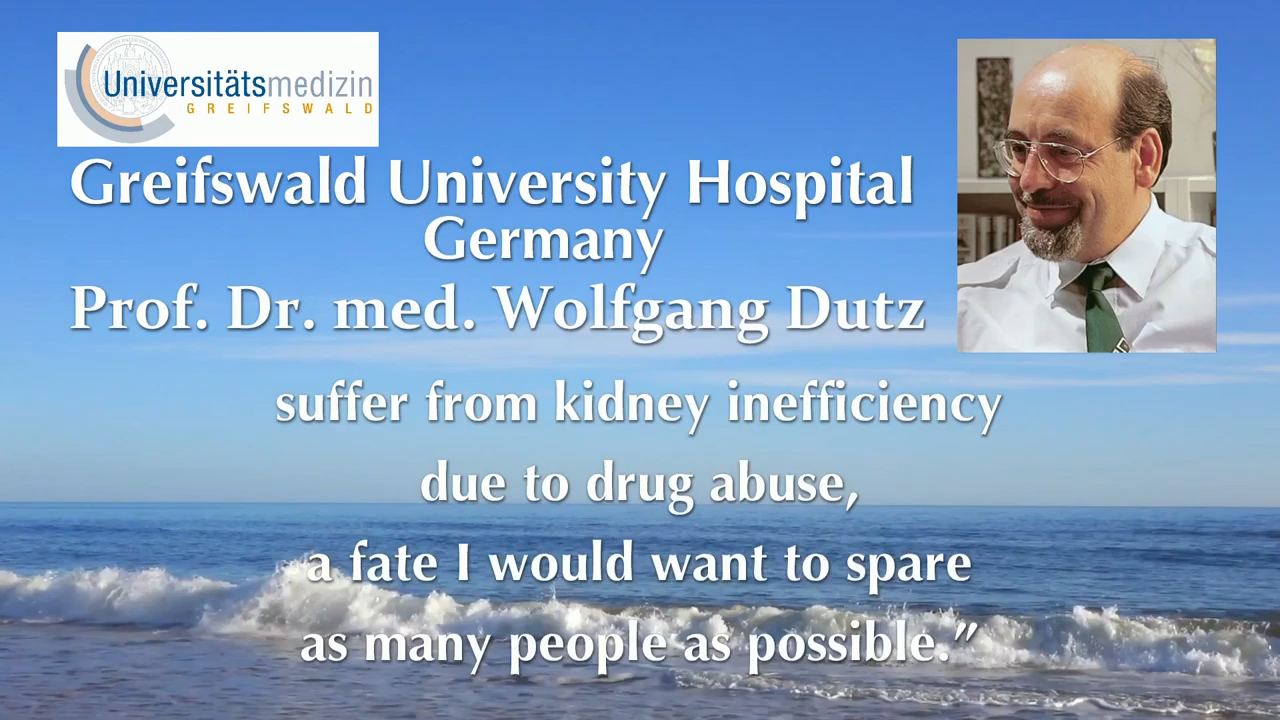 Universitätsmedizin
GREIFSWALD
Greifswald University Hospital
Germany
Prof. Dr. med. Wolfgang Dutz
suffer from kidney inefficiency
due to drug abuse,
a fate I would want to spare
as many people as possible.”